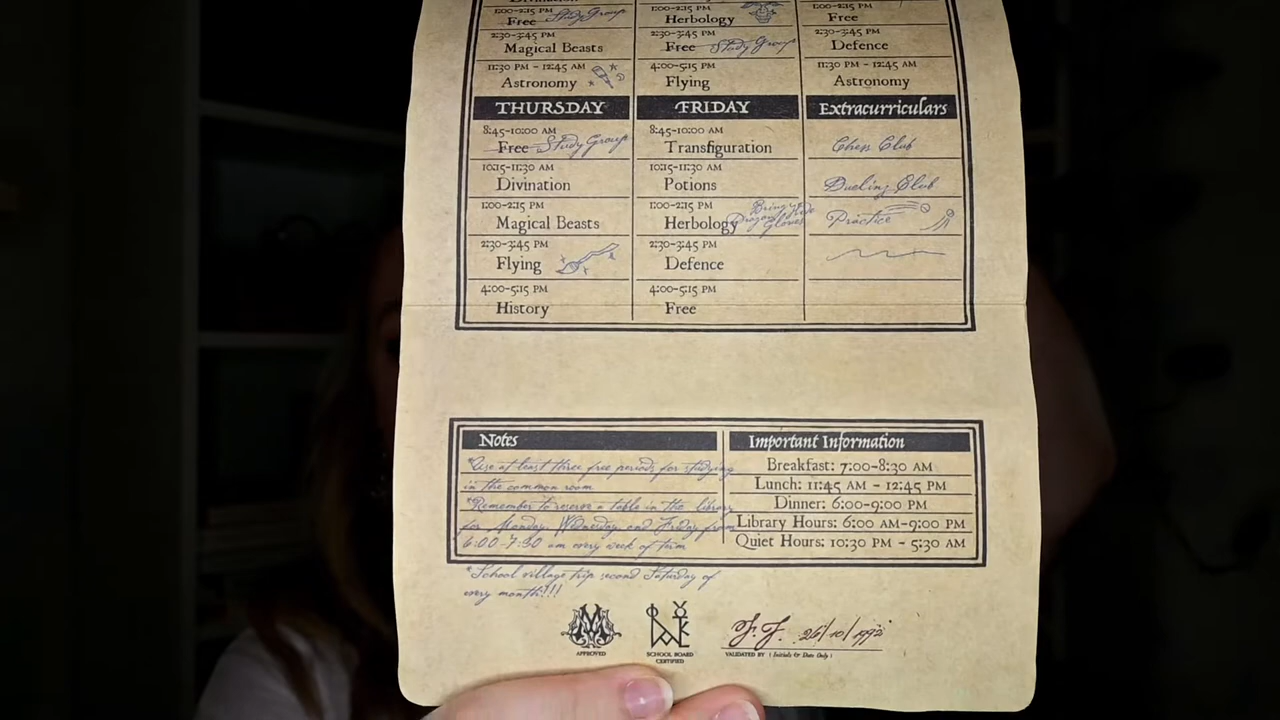 1:00-2:15 PM
Free Study Group
2:30-3:45 PM
Magical Beasts
11:30 PM - 12:45 AM
Astronomy
1:00-2:15 PM
Herbology
2:30-3:45 PM
Free Study Group
4:00-5:15 PM
Flying
1:00-2:15 PM
Free
2:30-3:45 PM
Defence
11:30 PM - 12:45 AM
Astronomy
THURSDAY
8:45-10:00 AM
Free Study Group
10:15-11:30 AM
Divination
1:00-2:15 PM
Magical Beasts
2:30-3:45 PM
Flying
4:00-5:15 PM
History
FRIDAY
8:45-10:00 AM
Transfiguration
10:15-11:30 AM
Potions
1:00-2:15 PM
Herbology
Bring
Dragon Hide
Gloves
2:30-3:45 PM
Defence
4:00-5:15 PM
Free
Extracurriculars
Chess Club
Dueling Club
Practice
Notes
*Use at least three free periods for studying
in the common room
*Remember to reserve a table in the library
for Monday, Wednesday, and Friday from
6:00-7:30 am every week of term
*School village trip second Saturday of
every month!!!
Important Information
Breakfast: 7:00-8:30 AM
Lunch: 11:45 AM - 12:45 PM
Dinner: 6:00-9:00 PM
Library Hours: 6:00 AM-9:00 PM
Quiet Hours: 10:30 PM - 5:30 AM
APPROVED
SCHOOL BOARD
CERTIFIED
26/10/1992
VALIDATED BY (Initials & Date Only)